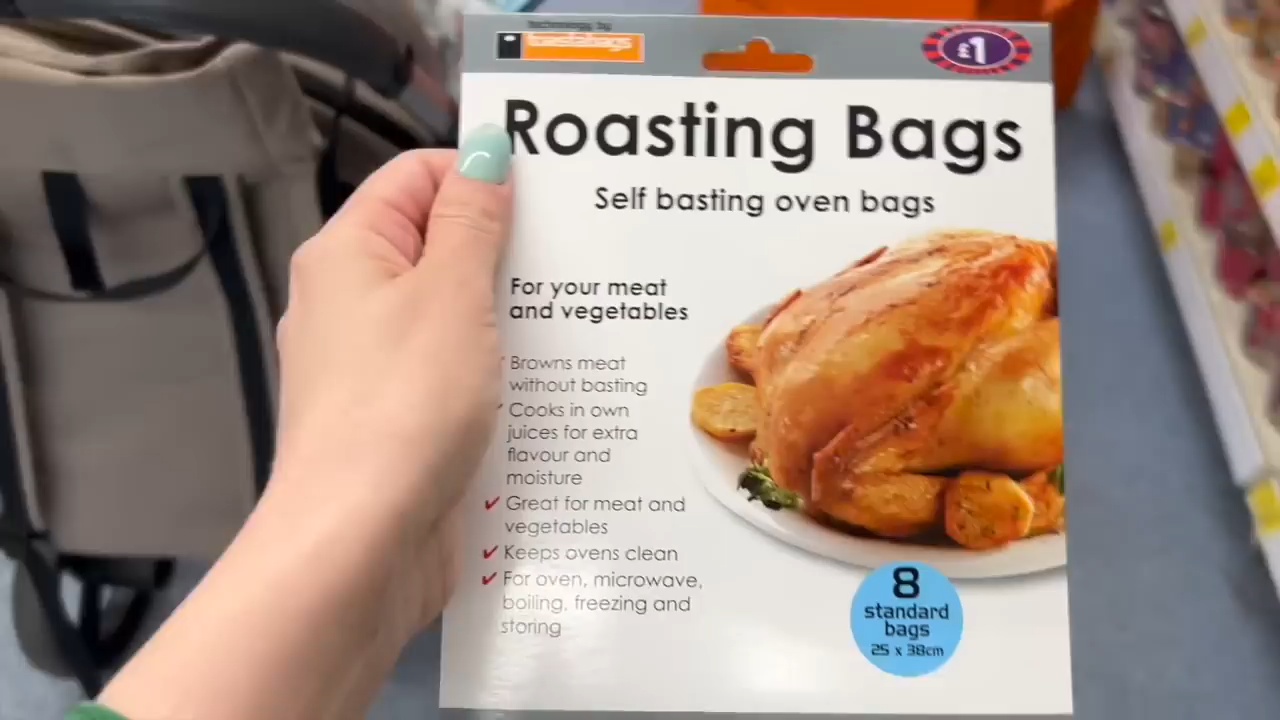 technology by
£1
Roasting Bags
Self basting oven bags
For your meat
and vegetables
Browns meat
without basting
Cooks in own
juices for extra
flavour and
moisture
Great for meat and
vegetables
Keeps ovens clean
For oven, microwave,
boiling, freezing and
storing
8
standard
bags
25 x 38cm